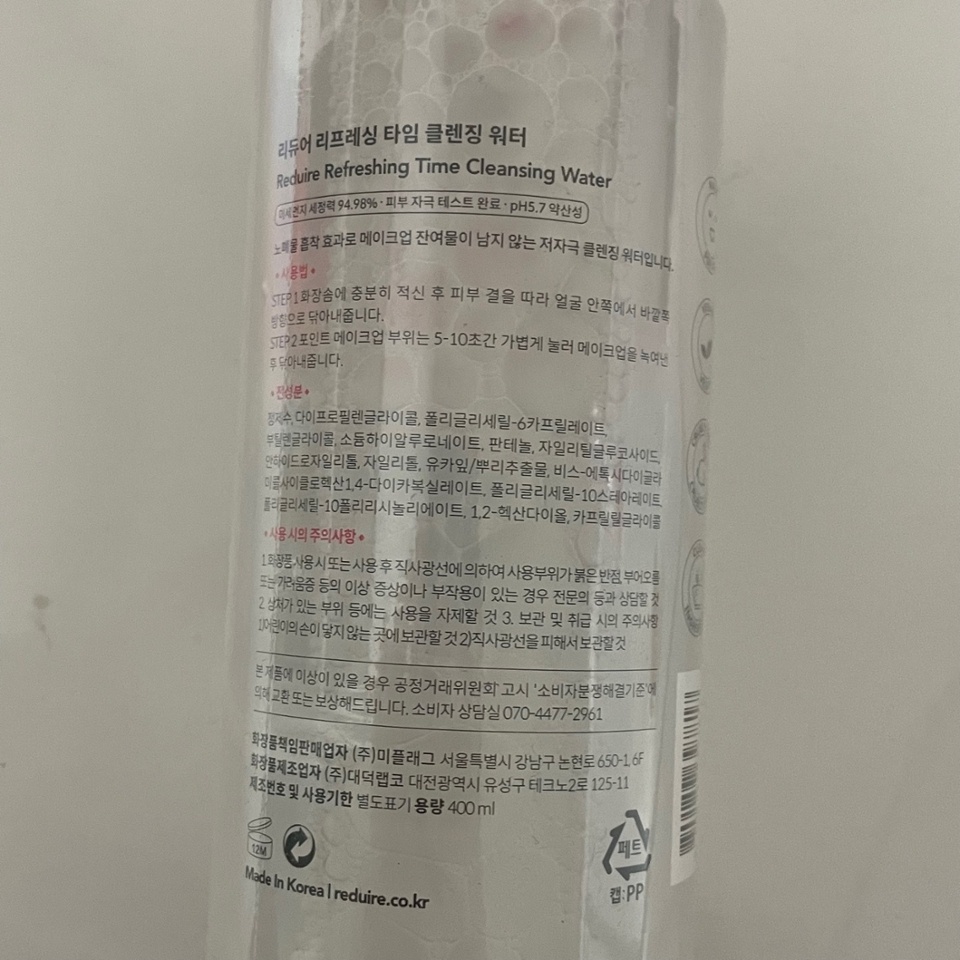 리듀어 리프레싱 타임 클렌징 워터
Reduire Refreshing Time Cleansing Water
미세먼지 세정력 94.98% · 피부 자극 테스트 완료 · pH5.7 약산성
노폐물 흡착 효과로 메이크업 잔여물이 남지 않는 저자극 클렌징 워터입니다.
• 사용법 •
STEP 1 화장솜에 충분히 적신 후 피부 결을 따라 얼굴 안쪽에서 바깥쪽
방향으로 닦아내줍니다.
STEP 2 포인트 메이크업 부위는 5-10초간 가볍게 눌러 메이크업을 녹여낸
후 닦아내줍니다.
• 전성분 •
정제수, 다이프로필렌글라이콜, 폴리글리세릴-6카프릴레이트,
부틸렌글라이콜, 소듐하이알루로네이트, 판테놀, 자일리틸글루코사이드,
안하이드로자일리톨, 자일리톨, 유카잎/뿌리추출물, 비스-에톡시다이글라
이콜사이클로헥산1,4-다이카복실레이트, 폴리글리세릴-10스테아레이트,
폴리글리세릴-10폴리리시놀리에이트, 1,2-헥산다이올, 카프릴릴글라이콜
• 사용 시의 주의사항 •
1. 화장품 사용 시 또는 사용 후 직사광선에 의하여 사용부위가 붉은 반점, 부어오름
또는 가려움증 등의 이상 증상이나 부작용이 있는 경우 전문의 등과 상담할 것
2. 상처가 있는 부위 등에는 사용을 자제할 것 3. 보관 및 취급 시의 주의사항
1)어린이의 손이 닿지 않는 곳에 보관할 것 2)직사광선을 피해서 보관할 것
본 제품에 이상이 있을 경우 공정거래위원회 고시 '소비자분쟁해결기준'에
의해 교환 또는 보상해드립니다. 소비자 상담실 070-4477-2961
화장품책임판매업자 (주)미플래그 서울특별시 강남구 논현로 650-1, 6F
화장품제조업자 (주)대덕랩코 대전광역시 유성구 테크노2로 125-11
제조번호 및 사용기한 별도표기 용량 400 ml
12M
페트
캡:PP
Made In Korea | reduire.co.kr